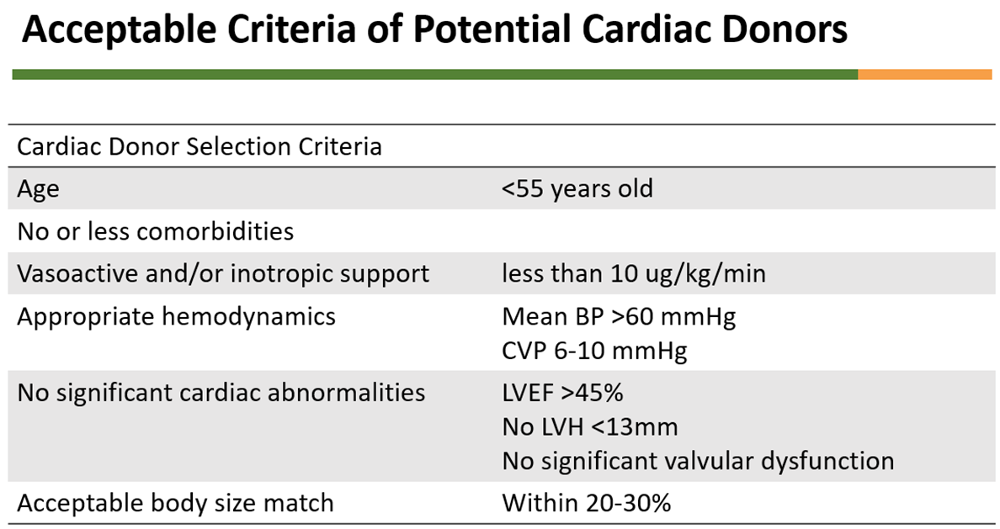 Acceptable Criteria of Potential Cardiac Donors
Cardiac Donor Selection Criteria
Age <55 years old
No or less comorbidities
Vasoactive and/or inotropic support less than 10 ug/kg/min
Appropriate hemodynamics Mean BP >60 mmHg
CVP 6-10 mmHg
No significant cardiac abnormalities LVEF >45%
No LVH <13mm
No significant valvular dysfunction
Acceptable body size match Within 20-30%